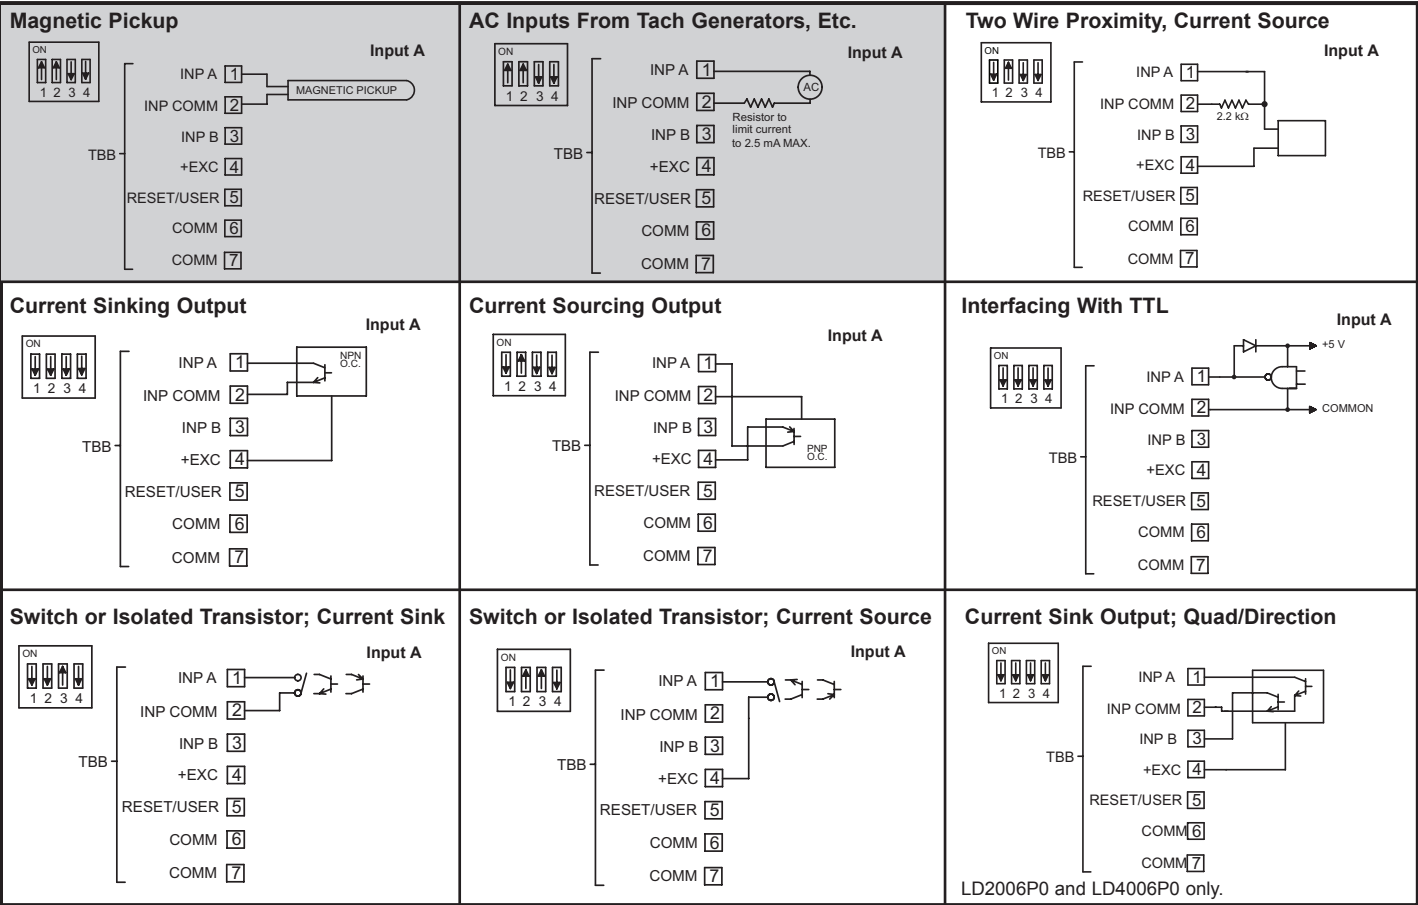 Magnetic Pickup
ON
1 2 3 4
Input A
INP A 1
MAGNETIC PICKUP
INP COMM 2
INP B 3
TBB
+EXC 4
RESET/USER 5
COMM 6
COMM 7
AC Inputs From Tach Generators, Etc.
ON
1 2 3 4
Input A
INP A 1
AC
INP COMM 2
Resistor to
limit current
to 2.5 mA MAX.
INP B 3
TBB
+EXC 4
RESET/USER 5
COMM 6
COMM 7
Two Wire Proximity, Current Source
ON
1 2 3 4
Input A
INP A 1
INP COMM 2
2.2 kΩ
INP B 3
TBB
+EXC 4
RESET/USER 5
COMM 6
COMM 7
Current Sinking Output
ON
1 2 3 4
Input A
INP A 1
NPN
O.C.
INP COMM 2
INP B 3
TBB
+EXC 4
RESET/USER 5
COMM 6
COMM 7
Current Sourcing Output
ON
1 2 3 4
Input A
INP A 1
INP COMM 2
INP B 3
TBB
+EXC 4
PNP
O.C.
RESET/USER 5
COMM 6
COMM 7
Interfacing With TTL
ON
1 2 3 4
Input A
+5 V
INP A 1
INP COMM 2
COMMON
INP B 3
TBB
+EXC 4
RESET/USER 5
COMM 6
COMM 7
Switch or Isolated Transistor; Current Sink
ON
1 2 3 4
Input A
INP A 1
INP COMM 2
INP B 3
TBB
+EXC 4
RESET/USER 5
COMM 6
COMM 7
Switch or Isolated Transistor; Current Source
ON
1 2 3 4
Input A
INP A 1
INP COMM 2
INP B 3
TBB
+EXC 4
RESET/USER 5
COMM 6
COMM 7
Current Sink Output; Quad/Direction
ON
1 2 3 4
INP A 1
INP COMM 2
INP B 3
TBB
+EXC 4
RESET/USER 5
COMM 6
COMM 7
LD2006P0 and LD4006P0 only.